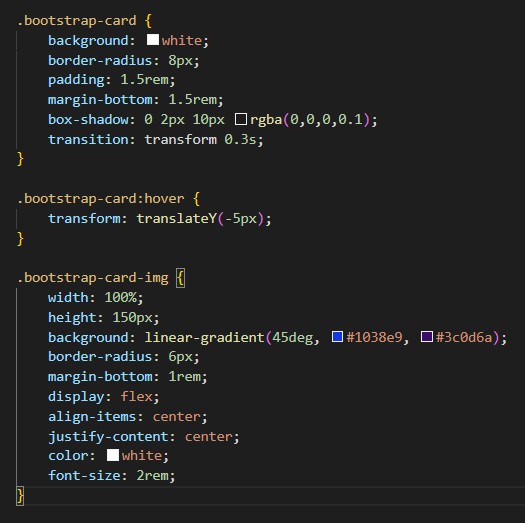 .bootstrap-card {
    background: white;
    border-radius: 8px;
    padding: 1.5rem;
    margin-bottom: 1.5rem;
    box-shadow: 0 2px 10px rgba(0,0,0,0.1);
    transition: transform 0.3s;
}

.bootstrap-card:hover {
    transform: translateY(-5px);
}

.bootstrap-card-img {
    width: 100%;
    height: 150px;
    background: linear-gradient(45deg, #1038e9, #3c0d6a);
    border-radius: 6px;
    margin-bottom: 1rem;
    display: flex;
    align-items: center;
    justify-content: center;
    color: white;
    font-size: 2rem;
}